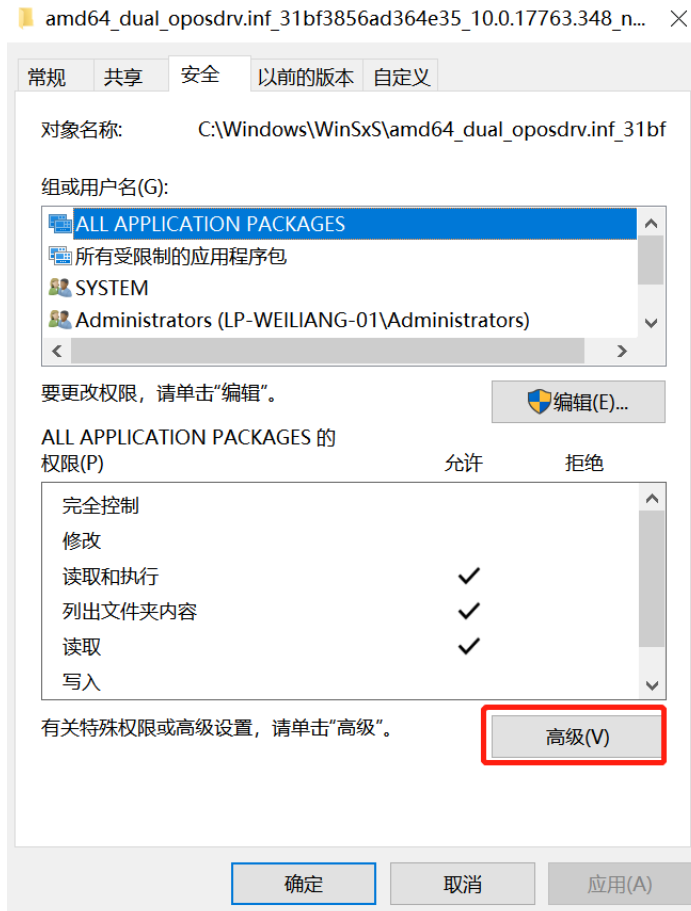 amd64_dual_oposdrv.inf_31bf3856ad364e35_10.0.17763.348_n...
常规 共享 安全 以前的版本 自定义
对象名称: C:\Windows\WinSxS\amd64_dual_oposdrv.inf_31bf
组或用户名(G):
ALL APPLICATION PACKAGES
所有受限制的应用程序包
SYSTEM
Administrators (LP-WEILIANG-01\Administrators)
要更改权限，请单击“编辑”。 编辑(E)...
ALL APPLICATION PACKAGES 的
权限(P) 允许 拒绝
完全控制
修改
读取和执行
列出文件夹内容
读取
写入
有关特殊权限或高级设置，请单击“高级”。 高级(V)
确定 取消 应用(A)